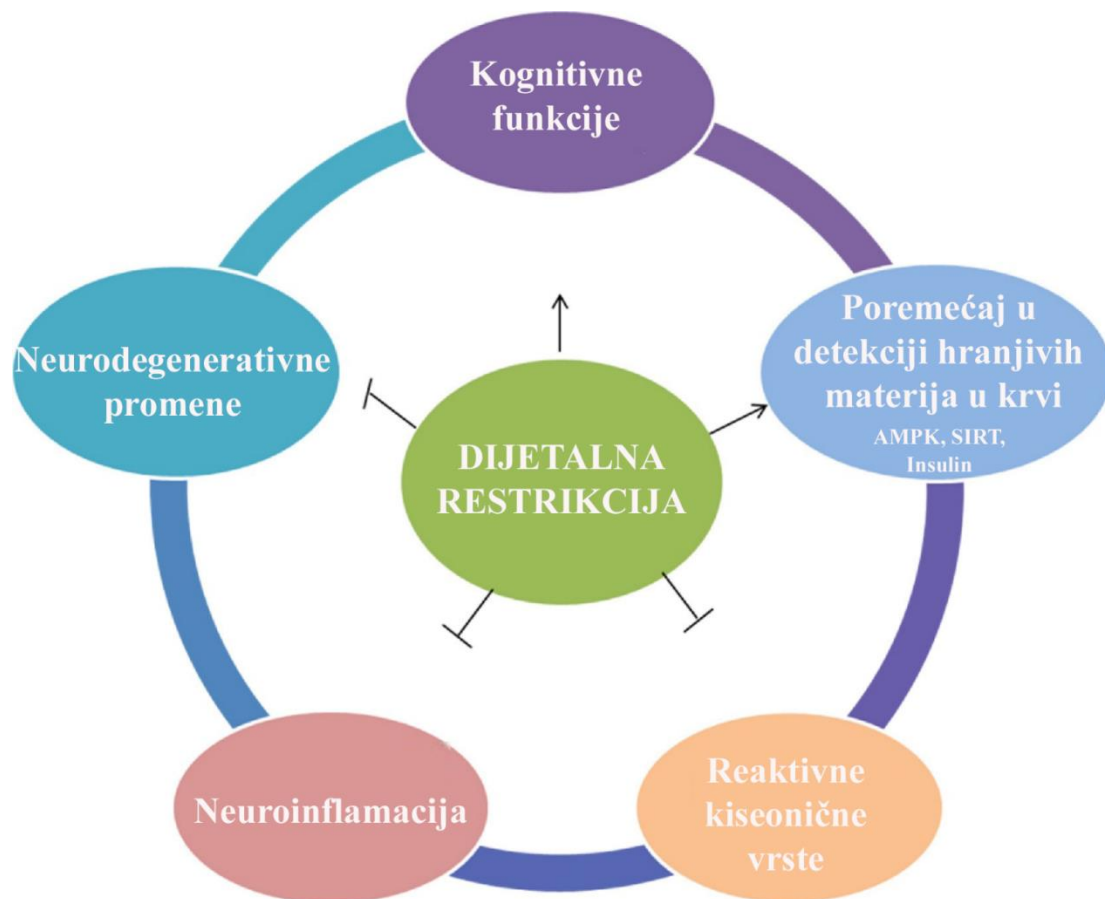 Kognitivne
funkcije
Poremećaj u
detekciji hranjivih
materija u krvi
AMPK, SIRT,
Insulin
Neurodegenerativne
promene
DIJETALNA
RESTRIKCIJA
Neuroinflamacija
Reaktivne
kiseonične
vrste